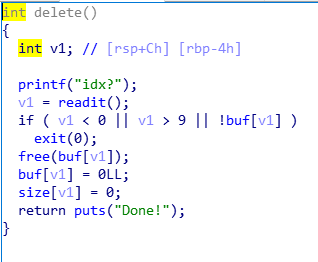 int delete()
{
  int v1; // [rsp+Ch] [rbp-4h]
  printf("idx?");
  v1 = readit();
  if ( v1 < 0 || v1 > 9 || !buf[v1] )
    exit(0);
  free(buf[v1]);
  buf[v1] = 0LL;
  size[v1] = 0;
  return puts("Done!");
}